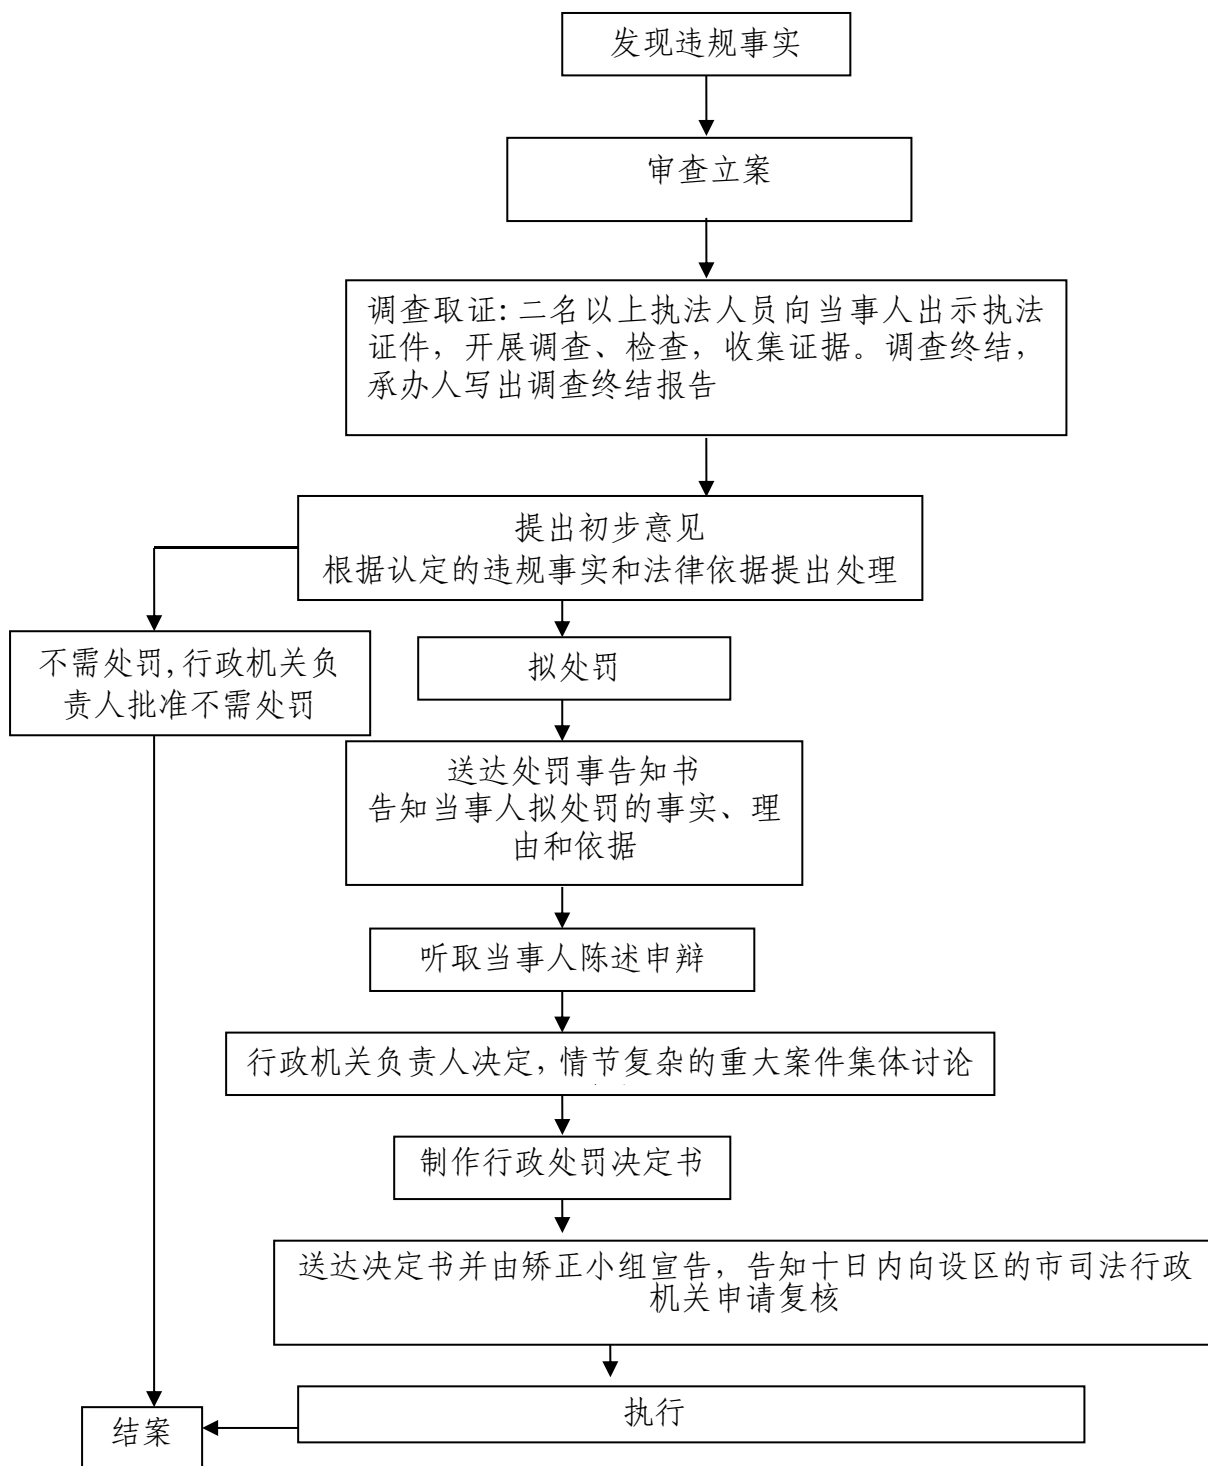 发现违规事实
审查立案
调查取证:二名以上执法人员向当事人出示执法
证件，开展调查、检查，收集证据。调查终结，
承办人写出调查终结报告
提出初步意见
根据认定的违规事实和法律依据提出处理
不需处罚,行政机关负
责人批准不需处罚
拟处罚
送达处罚事告知书
告知当事人拟处罚的事实、理
由和依据
听取当事人陈述申辩
行政机关负责人决定,情节复杂的重大案件集体讨论
制作行政处罚决定书
送达决定书并由矫正小组宣告，告知十日内向设区的市司法行政
机关申请复核
执行
结案